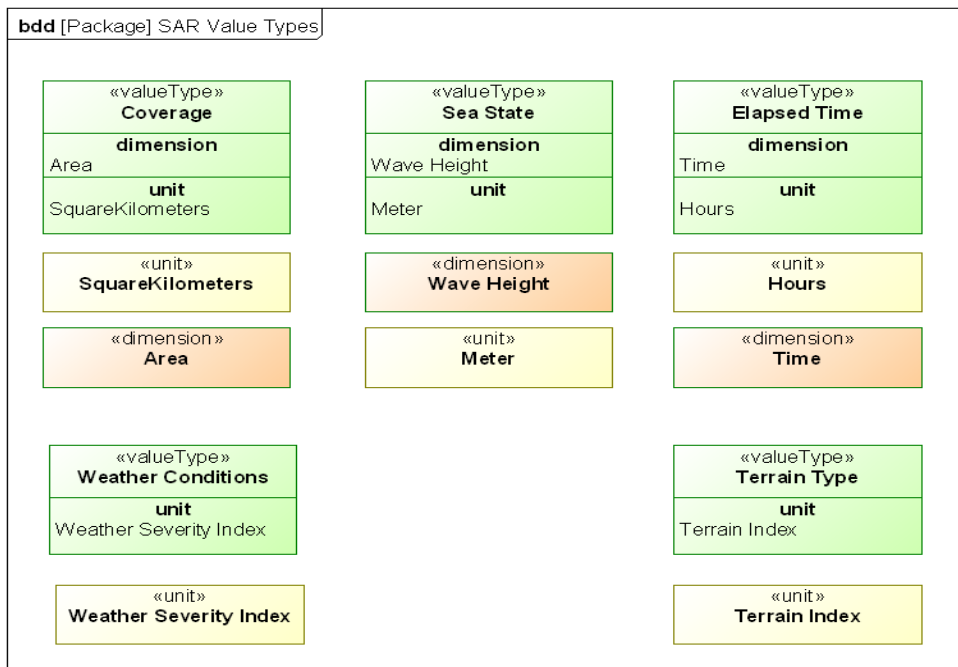 bdd [Package] SAR Value Types
«valueType»
Coverage
dimension
Area
unit
SquareKilometers
«valueType»
Sea State
dimension
Wave Height
unit
Meter
«valueType»
Elapsed Time
dimension
Time
unit
Hours
«unit»
SquareKilometers
«dimension»
Wave Height
«unit»
Hours
«dimension»
Area
«unit»
Meter
«dimension»
Time
«valueType»
Weather Conditions
unit
Weather Severity Index
«valueType»
Terrain Type
unit
Terrain Index
«unit»
Weather Severity Index
«unit»
Terrain Index